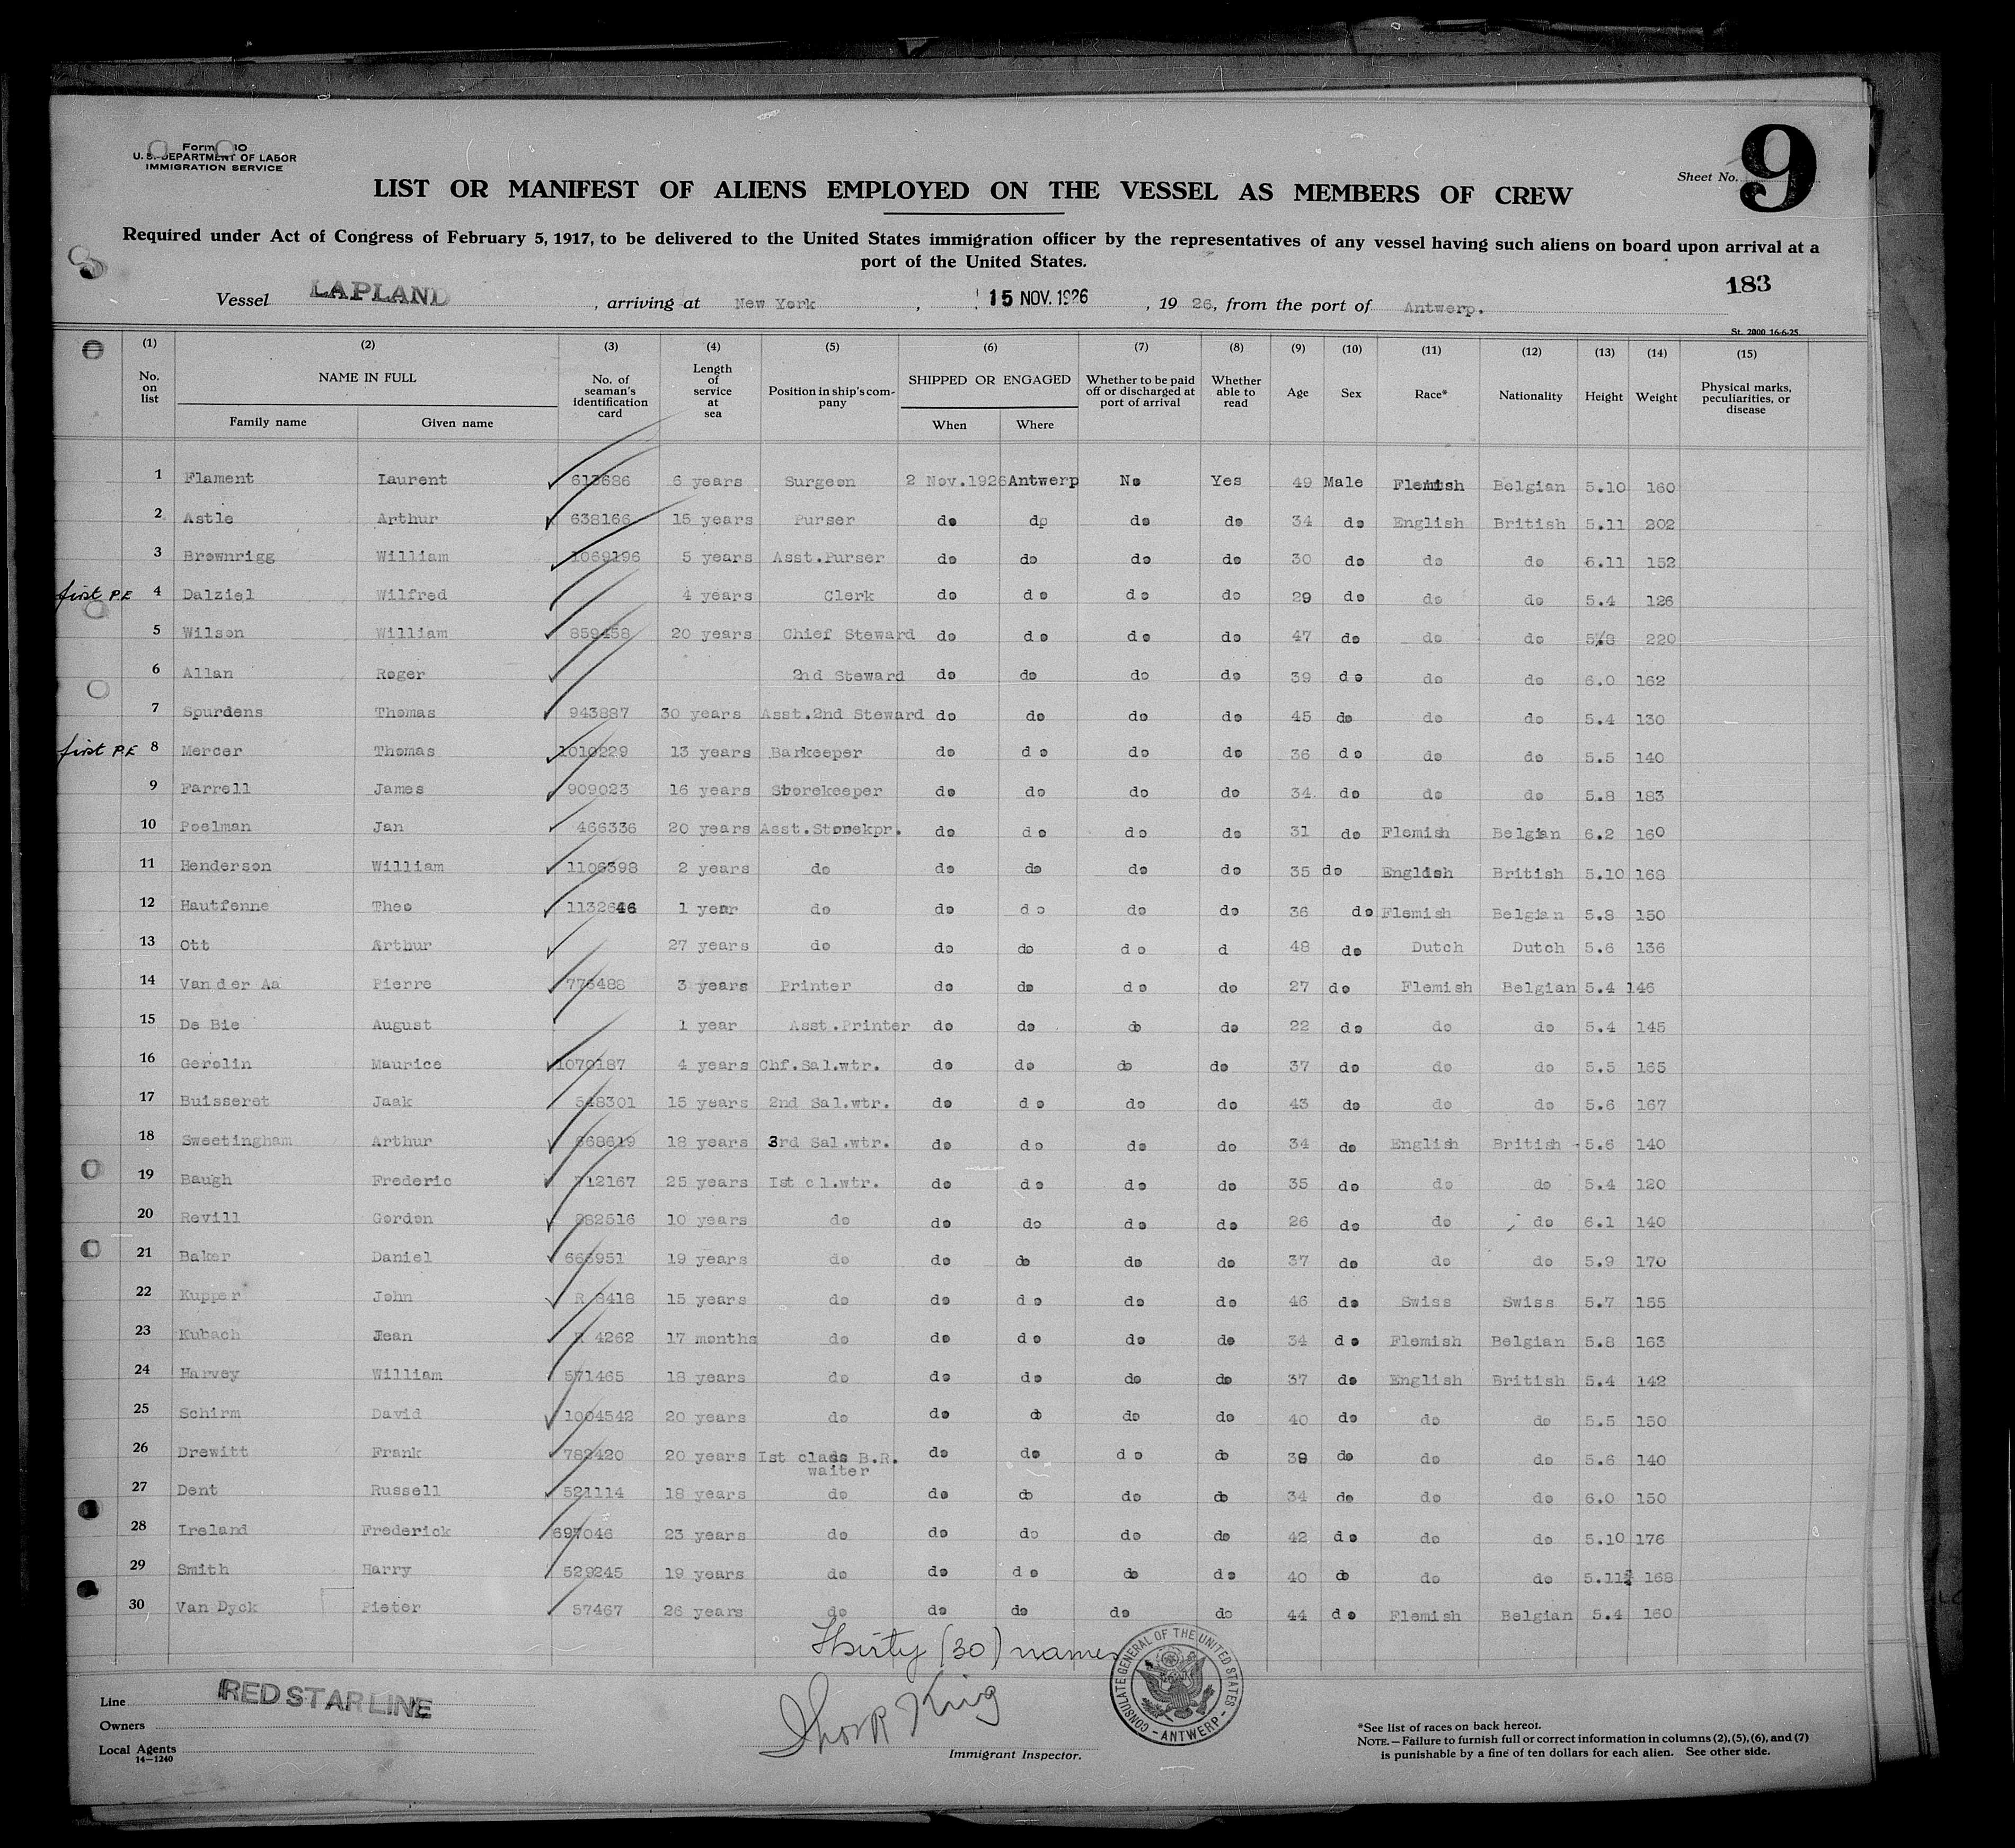 U. S. DEPARTMENT OF LABOR
IMMIGRATION SERVICE
Sheet No. 9
LIST OR MANIFEST OF ALIENS EMPLOYED ON THE VESSEL AS MEMBERS OF CREW
Required under Act of Congress of February 5, 1917, to be delivered to the United States immigration officer by the representatives of any vessel having such aliens on board upon arrival at a
port of the United States.
183
Vessel LAPLAND, arriving at New York, 15 NOV. 1926, 19 26, from the port of Antwerp.
St. 2000 16-6-25.
(1) (2) (3) (4) (5) (6) (7) (8) (9) (10) (11) (12) (13) (14) (15)
No. on list NAME IN FULL No. of seaman's identification card Length of service at sea Position in ship's company SHIPPED OR ENGAGED Whether to be paid off or discharged at port of arrival Whether able to read Age Sex Race* Nationality Height Weight Physical marks, peculiarities, or disease
Family name Given name When Where
1 Flament Laurent 613686 6 years Surgeon 2 Nov.1926 Antwerp No Yes 49 Male Flemish Belgian 5.10 160
2 Astle Arthur 638166 15 years Purser do do do do 34 do English British 5.11 202
3 Brownrigg William 1069196 5 years Asst.Purser do do do do 30 do do do 6.11 152
first P.E 4 Dalziel Wilfred 4 years Clerk do do do do 29 do do do 5.4 126
5 Wilson William 859458 20 years Chief Steward do do do do 47 do do do 5.8 220
6 Allan Roger 2nd Steward do do do do 39 do do do 6.0 162
7 Spurdens Thomas 943887 30 years Asst.2nd Steward do do do do 45 do do do 5.4 130
first P.E 8 Mercer Thomas 1010229 13 years Barkeeper do do do do 36 do do do 5.5 140
9 Farrell James 909023 16 years Storekeeper do do do do 34 do do do 5.8 183
10 Poelman Jan 466336 20 years Asst.Storekpr. do do do do 31 do Flemish Belgian 6.2 160
11 Henderson William 1106398 2 years do do do do do 35 do English British 5.10 168
12 Hautfenne Theo 1132646 1 year do do do do do 36 do Flemish Belgian 5.8 150
13 Ott Arthur 27 years do do do do d 48 do Dutch Dutch 5.6 136
14 Van der Aa Pierre 776488 3 years Printer do do do do 27 do Flemish Belgian 5.4 146
15 De Bie August 1 year Asst.Printer do do do do 22 do do do 5.4 145
16 Gerelin Maurice 1070187 4 years Chf.Sal.wtr. do do do do 37 do do do 5.5 165
17 Buisseret Jaak 548301 15 years 2nd Sal.wtr. do do do do 43 do do do 5.6 167
18 Sweetingham Arthur 668619 18 years 3rd Sal.wtr. do do do do 34 do English British 5.6 140
19 Baugh Frederic 712167 25 years Ist cl.wtr. do do do do 35 do do do 5.4 120
20 Revill Gordon 882516 10 years do do do do do 26 do do do 6.1 140
21 Baker Daniel 666951 19 years do do do do do 37 do do do 5.9 170
22 Kupper John R 8418 15 years do do do do do 46 do Swiss Swiss 5.7 155
23 Kubach Jean R 4262 17 months do do do do do 34 do Flemish Belgian 5.8 163
24 Harvey William 571465 18 years do do do do do 37 do English British 5.4 142
25 Schirm David 1004542 20 years do do do do do 40 do do do 5.5 150
26 Drewitt Frank 782420 20 years Ist class B.R. do do do do 39 do do do 5.6 140
waiter
27 Dent Russell 521114 18 years do do do do do 34 do do do 6.0 150
28 Ireland Frederick 697046 23 years do do do do do 42 do do do 5.10 176
29 Smith Harry 529245 19 years do do do do do 40 do do do 5.11½ 168
30 Van Dyck Pieter 57467 26 years do do do do do 44 do Flemish Belgian 5.4 160
Thirty (30) names
CONSULATE GENERAL OF THE UNITED STATES - ANTWERP -
Line RED STAR LINE
Owners
Local Agents
14-1240
Thos R King
Immigrant Inspector.
*See list of races on back hereof.
NOTE.—Failure to furnish full or correct information in columns (2), (5), (6), and (7)
is punishable by a fine of ten dollars for each alien. See other side.